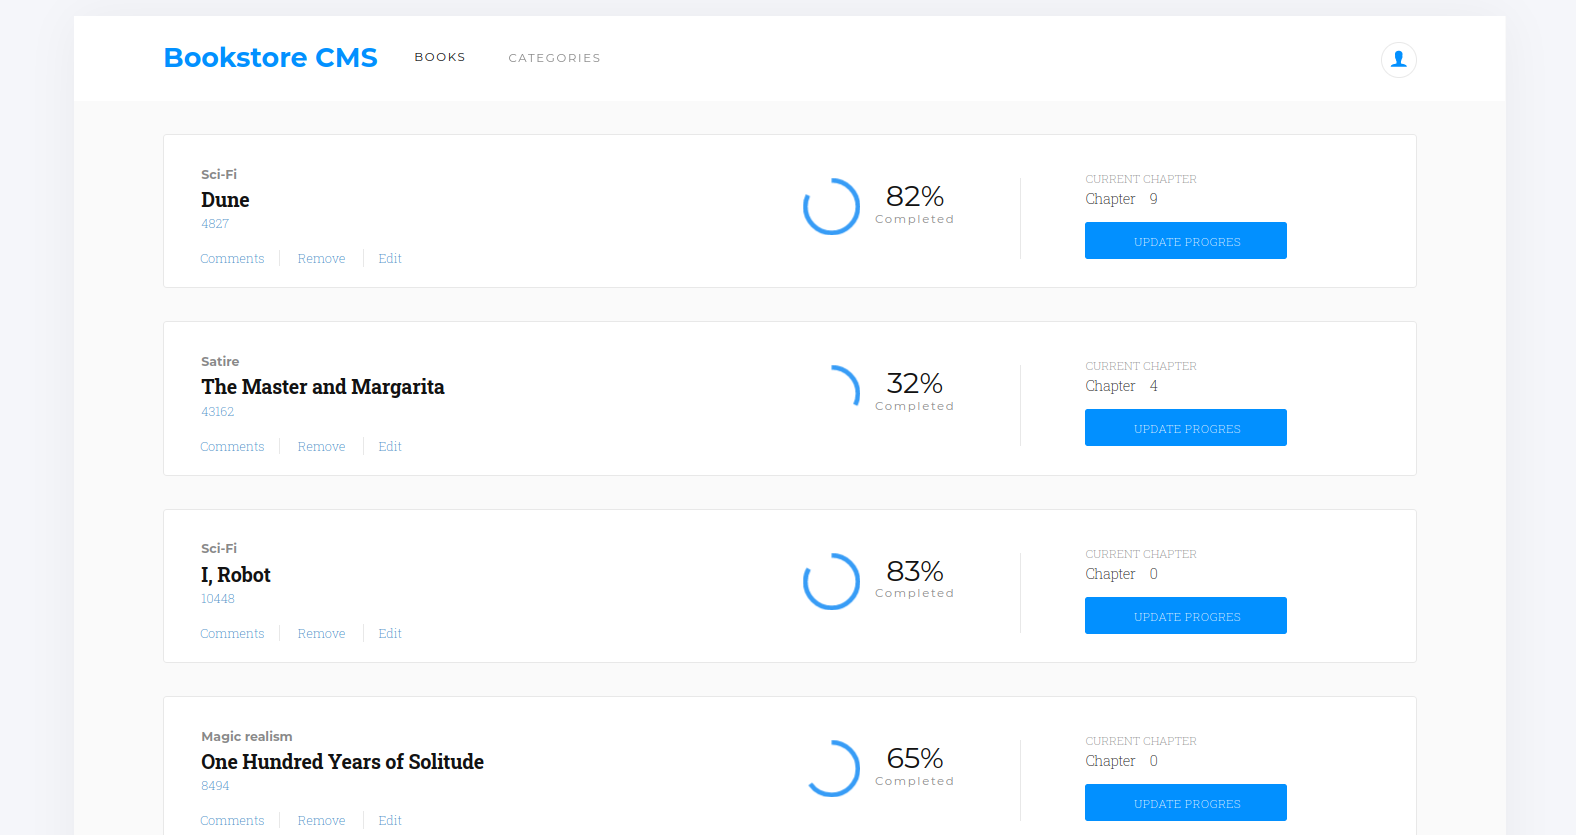 Bookstore CMS BOOKS CATEGORIES
Sci-Fi
Dune
4827
Comments Remove Edit
82%
Completed
CURRENT CHAPTER
Chapter 9
UPDATE PROGRES
Satire
The Master and Margarita
43162
Comments Remove Edit
32%
Completed
CURRENT CHAPTER
Chapter 4
UPDATE PROGRES
Sci-Fi
I, Robot
10448
Comments Remove Edit
83%
Completed
CURRENT CHAPTER
Chapter 0
UPDATE PROGRES
Magic realism
One Hundred Years of Solitude
8494
Comments Remove Edit
65%
Completed
CURRENT CHAPTER
Chapter 0
UPDATE PROGRES